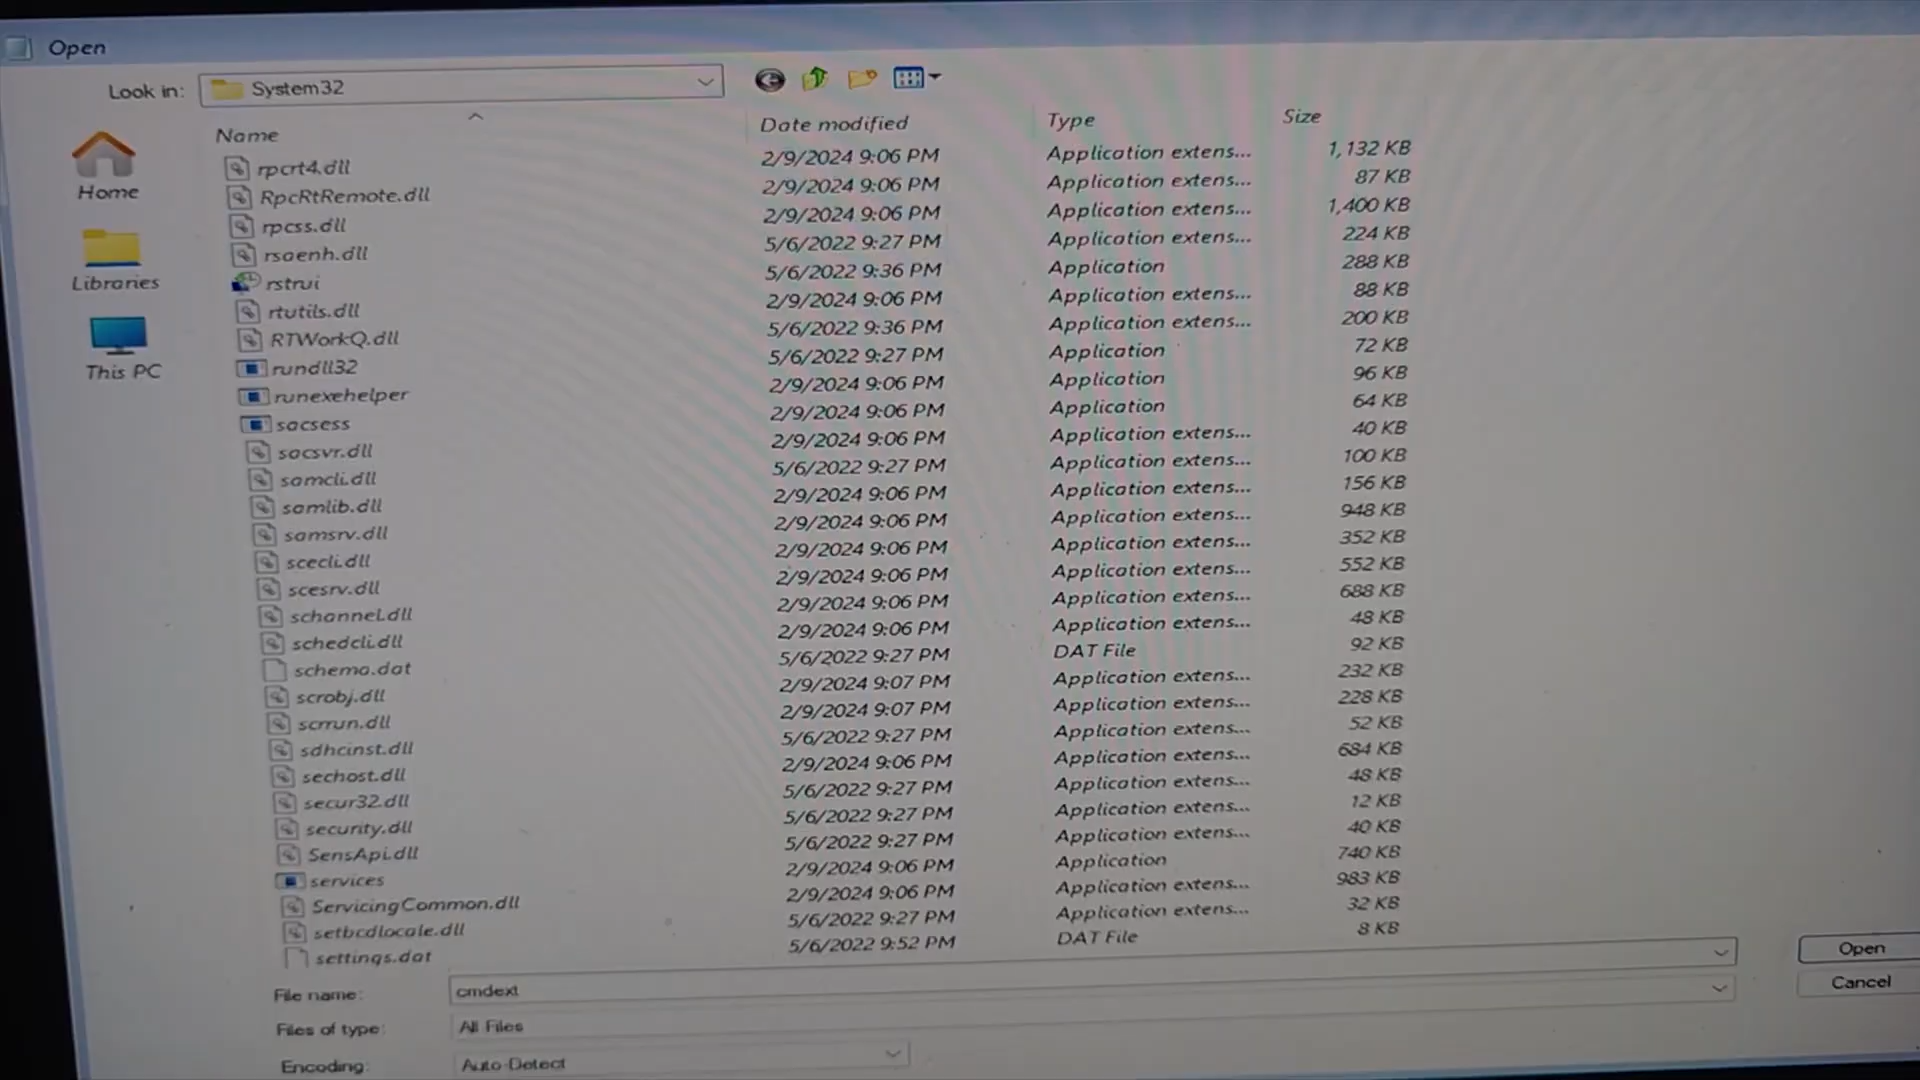 Open
Look in: System32
Name Date modified Type Size
rpcrt4.dll 2/9/2024 9:06 PM Application extens... 1,132 KB
RpcRtRemote.dll 2/9/2024 9:06 PM Application extens... 87 KB
rpcss.dll 2/9/2024 9:06 PM Application extens... 1,400 KB
rsaenh.dll 5/6/2022 9:27 PM Application extens... 224 KB
rstrui 5/6/2022 9:36 PM Application 288 KB
rtutils.dll 2/9/2024 9:06 PM Application extens... 88 KB
RTWorkQ.dll 5/6/2022 9:36 PM Application extens... 200 KB
rundll32 5/6/2022 9:27 PM Application 72 KB
runexehelper 2/9/2024 9:06 PM Application 96 KB
sacsess 2/9/2024 9:06 PM Application 64 KB
sacsvr.dll 2/9/2024 9:06 PM Application extens... 40 KB
samcli.dll 5/6/2022 9:27 PM Application extens... 100 KB
samlib.dll 2/9/2024 9:06 PM Application extens... 156 KB
samsrv.dll 2/9/2024 9:06 PM Application extens... 948 KB
scecli.dll 2/9/2024 9:06 PM Application extens... 352 KB
scesrv.dll 2/9/2024 9:06 PM Application extens... 552 KB
schannel.dll 2/9/2024 9:06 PM Application extens... 688 KB
schedcli.dll 2/9/2024 9:06 PM Application extens... 48 KB
schema.dat 5/6/2022 9:27 PM DAT File 92 KB
scrobj.dll 2/9/2024 9:07 PM Application extens... 232 KB
scrrun.dll 2/9/2024 9:07 PM Application extens... 228 KB
sdhcinst.dll 5/6/2022 9:27 PM Application extens... 52 KB
sechost.dll 2/9/2024 9:06 PM Application extens... 684 KB
secur32.dll 5/6/2022 9:27 PM Application extens... 48 KB
security.dll 5/6/2022 9:27 PM Application extens... 12 KB
SensApi.dll 5/6/2022 9:27 PM Application extens... 40 KB
services 2/9/2024 9:06 PM Application 740 KB
ServicingCommon.dll 2/9/2024 9:06 PM Application extens... 983 KB
setbcdlocale.dll 5/6/2022 9:27 PM Application extens... 32 KB
settings.dat 5/6/2022 9:52 PM DAT File 8 KB
Home
Libraries
This PC
File name: cmdext
Open
Files of type: All Files
Cancel
Encoding: Auto-Detect